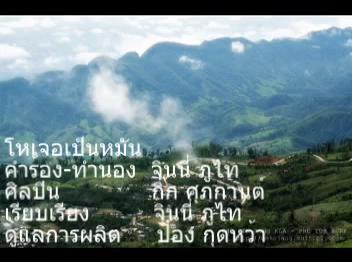 โหเจอเป็นหมัน
คำร้อง-ทำนอง จินนี่ ภูไท
ศิลปิน ถึก ศุภกานต์
เรียบเรียง จินนี่ ภูไท
ดูแลการผลิต ป๋อง กุดหว้า